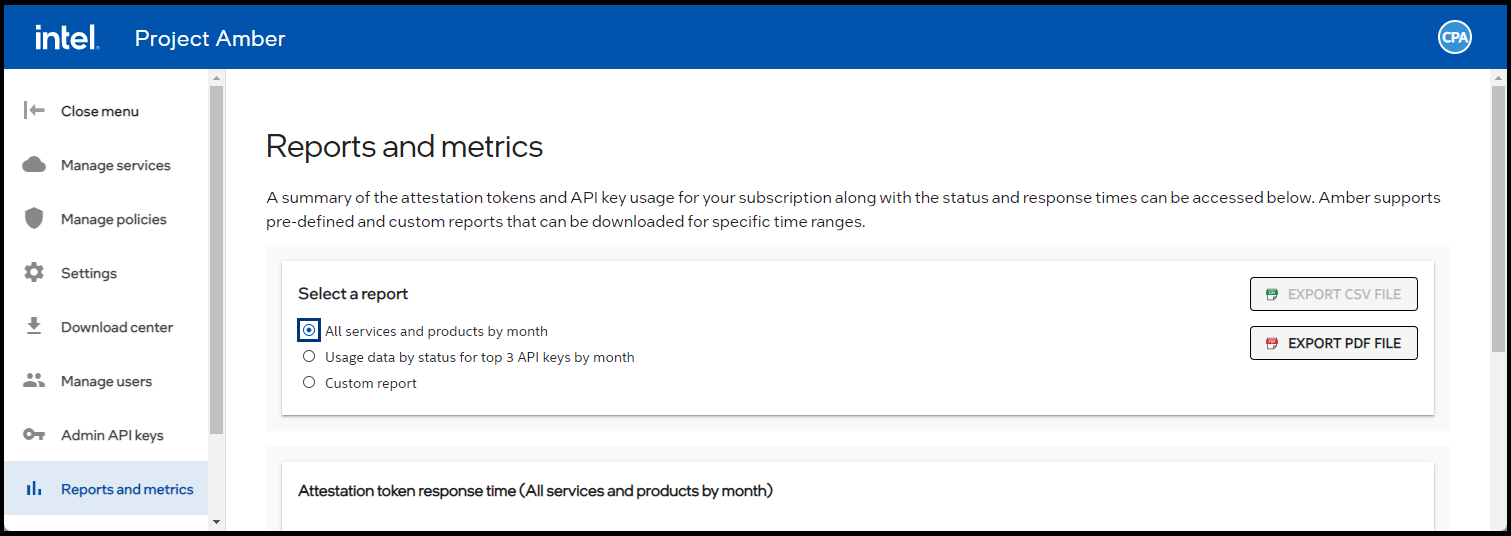 intel. Project Amber
CPA
Close menu
Manage services
Manage policies
Settings
Download center
Manage users
Admin API keys
Reports and metrics
Reports and metrics
A summary of the attestation tokens and API key usage for your subscription along with the status and response times can be accessed below. Amber supports
pre-defined and custom reports that can be downloaded for specific time ranges.
Select a report
All services and products by month
Usage data by status for top 3 API keys by month
Custom report
EXPORT CSV FILE
EXPORT PDF FILE
Attestation token response time (All services and products by month)